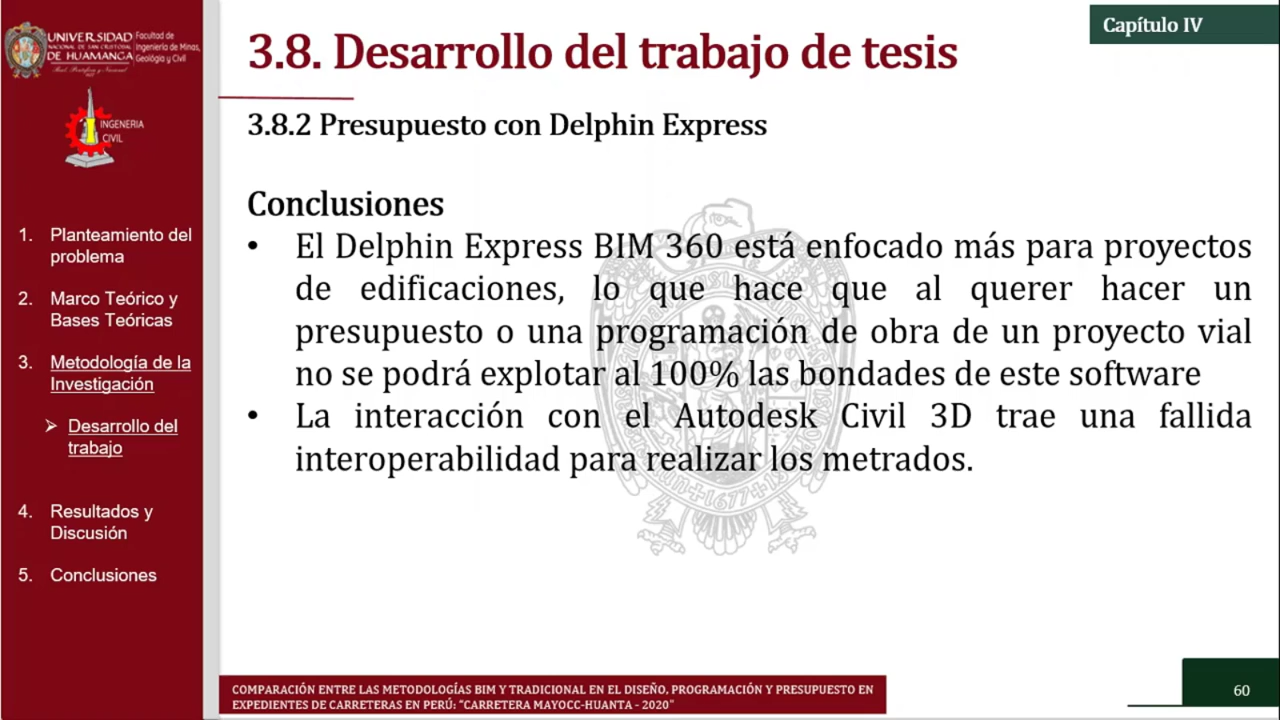 UNIVERSIDAD
NACIONAL DE SAN CRISTOBAL
DE HUAMANGA
Real, Pontificia y Nacional
Facultad de
Ingeniería de Minas,
Geológia y Civil
INGENERIA
CIVIL
1. Planteamiento del
problema
2. Marco Teórico y
Bases Teóricas
3. Metodología de la
Investigación
➢ Desarrollo del
trabajo
4. Resultados y
Discusión
5. Conclusiones
Capítulo IV
3.8. Desarrollo del trabajo de tesis
3.8.2 Presupuesto con Delphin Express
Conclusiones
• El Delphin Express BIM 360 está enfocado más para proyectos
de edificaciones, lo que hace que al querer hacer un
presupuesto o una programación de obra de un proyecto vial
no se podrá explotar al 100% las bondades de este software
• La interacción con el Autodesk Civil 3D trae una fallida
interoperabilidad para realizar los metrados.
1677
COMPARACIÓN ENTRE LAS METODOLOGÍAS BIM Y TRADICIONAL EN EL DISEÑO, PROGRAMACIÓN Y PRESUPUESTO EN
EXPEDIENTES DE CARRETERAS EN PERÚ: "CARRETERA MAYOCC-HUANTA - 2020"
60